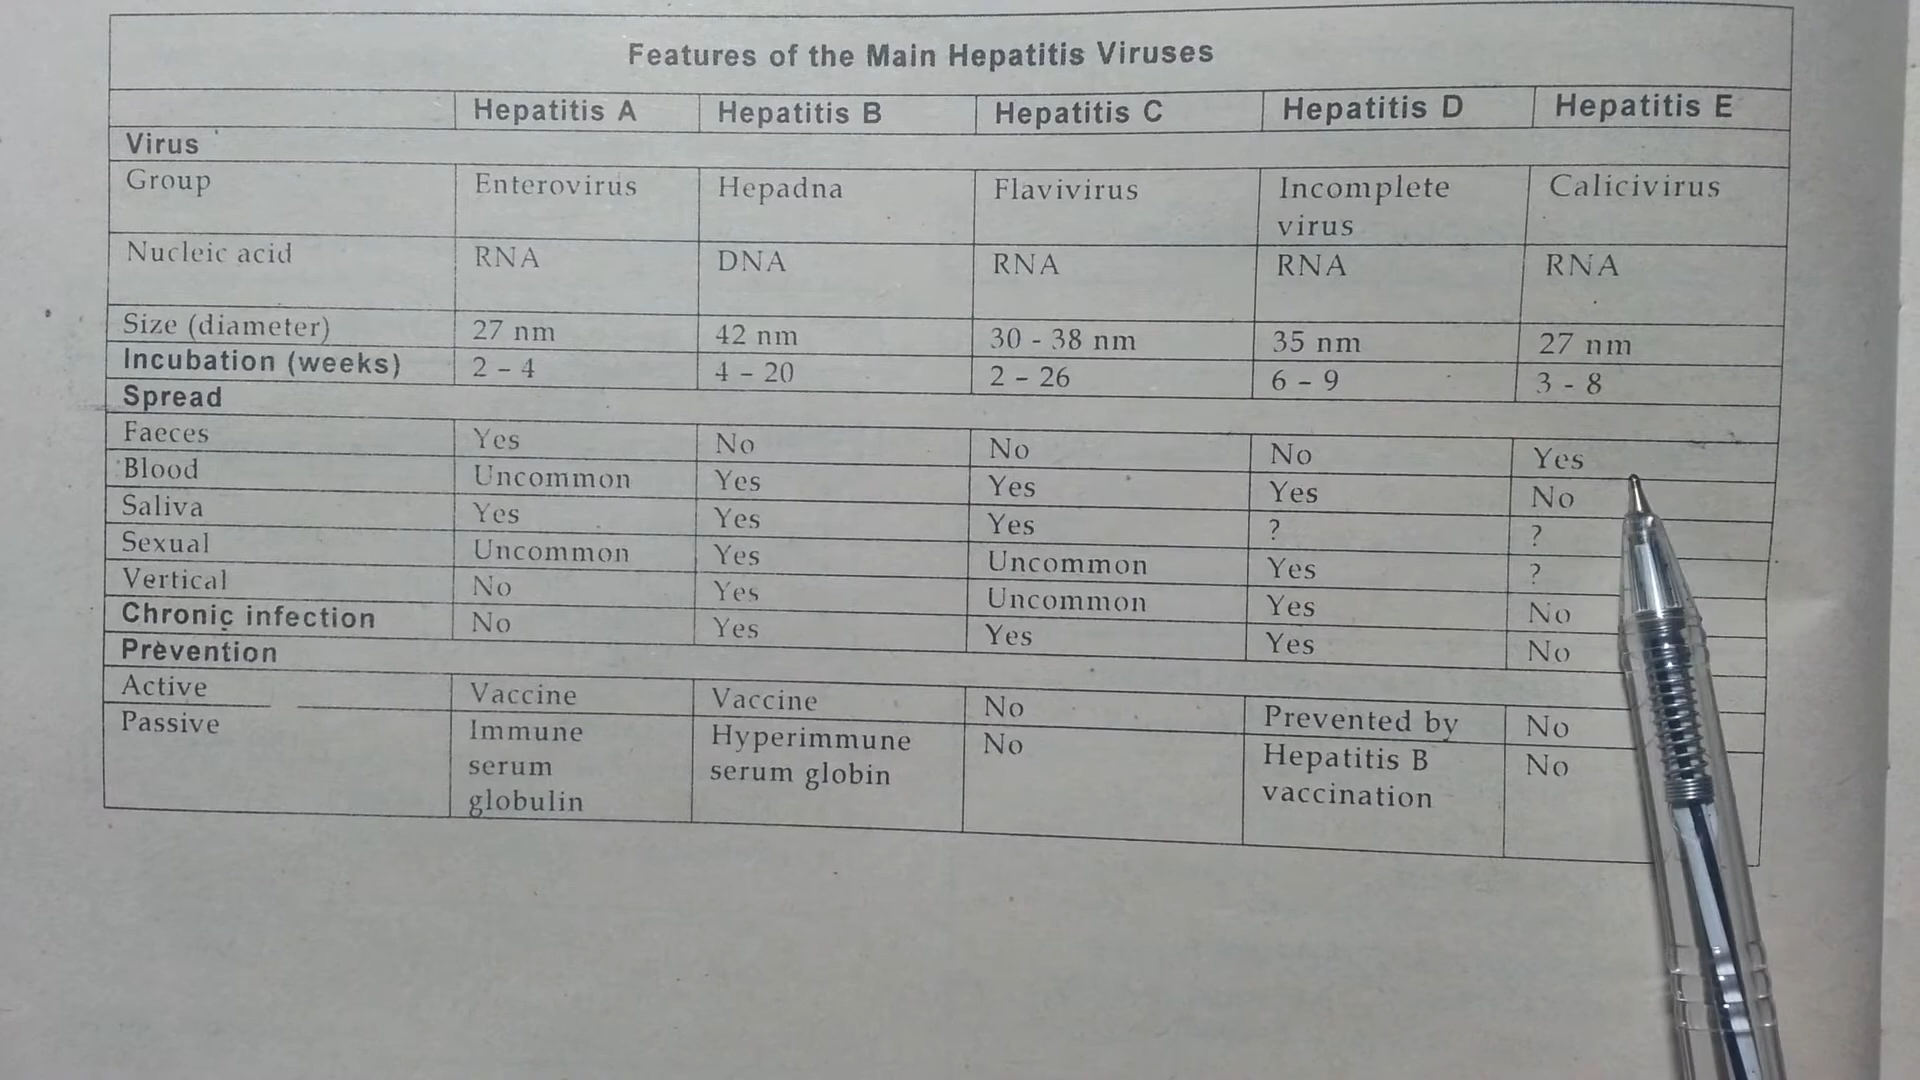 Features of the Main Hepatitis Viruses
Hepatitis A Hepatitis B Hepatitis C Hepatitis D Hepatitis E
Virus
Group Enterovirus Hepadna Flavivirus Incomplete virus Calicivirus
Nucleic acid RNA DNA RNA RNA RNA
Size (diameter) 27 nm 42 nm 30 - 38 nm 35 nm 27 nm
Incubation (weeks) 2 – 4 4 – 20 2 – 26 6 – 9 3 - 8
Spread
Faeces Yes No No No Yes
Blood Uncommon Yes Yes Yes No
Saliva Yes Yes Yes ? ?
Sexual Uncommon Yes Uncommon Yes ?
Vertical No Yes Uncommon Yes No
Chronic infection No Yes Yes Yes No
Prevention
Active Vaccine Vaccine No Prevented by No
Passive Immune serum globulin Hyperimmune serum globin No Hepatitis B vaccination No